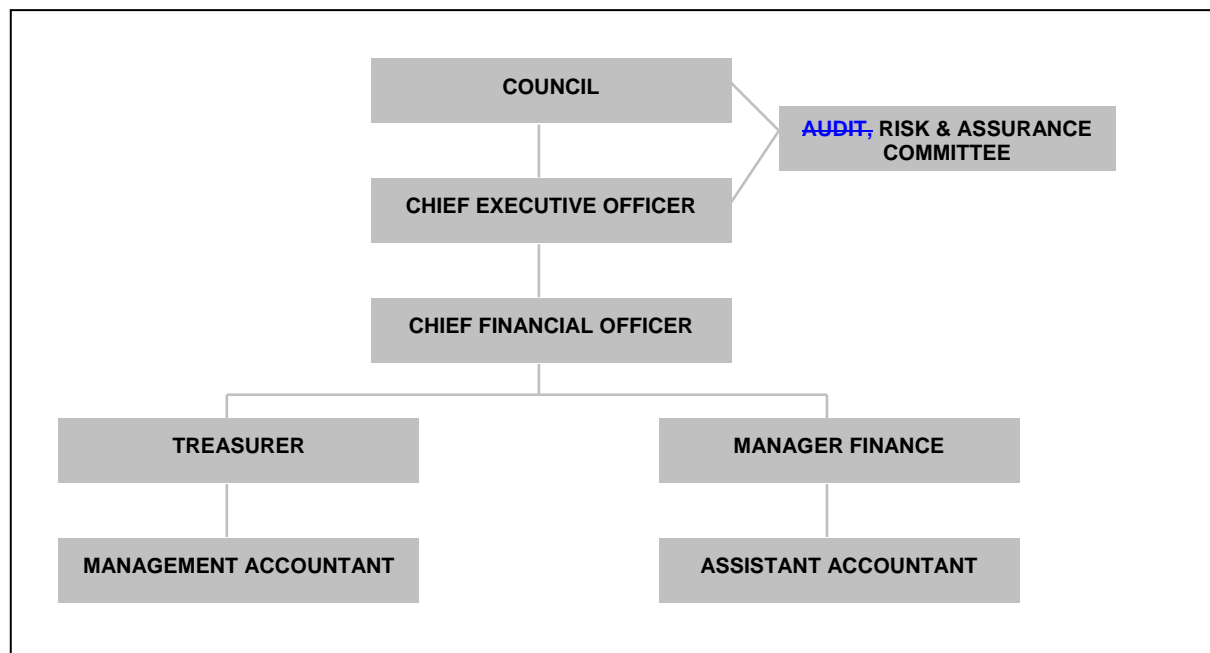 COUNCIL
AUDIT, RISK & ASSURANCE
COMMITTEE
CHIEF EXECUTIVE OFFICER
CHIEF FINANCIAL OFFICER
TREASURER
MANAGER FINANCE
MANAGEMENT ACCOUNTANT
ASSISTANT ACCOUNTANT